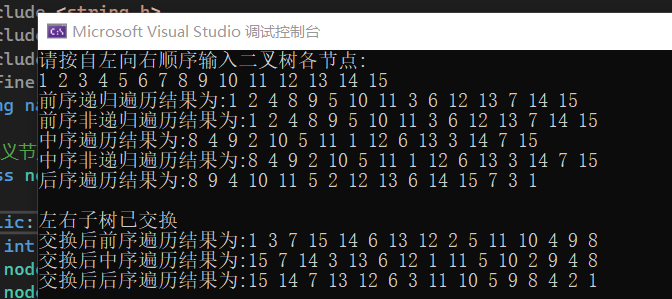 clude <string.h>
clu
Microsoft Visual Studio 调试控制台
请按自左向右顺序输入二叉树各节点:
1 2 3 4 5 6 7 8 9 10 11 12 13 14 15
前序递归遍历结果为:1 2 4 8 9 5 10 11 3 6 12 13 7 14 15
前序非递归遍历结果为:1 2 4 8 9 5 10 11 3 6 12 13 7 14 15
中序遍历结果为:8 4 9 2 10 5 11 1 12 6 13 3 14 7 15
中序非递归遍历结果为:8 4 9 2 10 5 11 1 12 6 13 3 14 7 15
后序遍历结果为:8 9 4 10 11 5 2 12 13 6 14 15 7 3 1
左右子树已交换
交换后前序遍历结果为:1 3 7 15 14 6 13 12 2 5 11 10 4 9 8
交换后中序遍历结果为:15 7 14 3 13 6 12 1 11 5 10 2 9 4 8
交换后后序遍历结果为:15 14 7 13 12 6 3 11 10 5 9 8 4 2 1
clu
clu
fine
ng na
义节
ss no
lic:
int
node
node